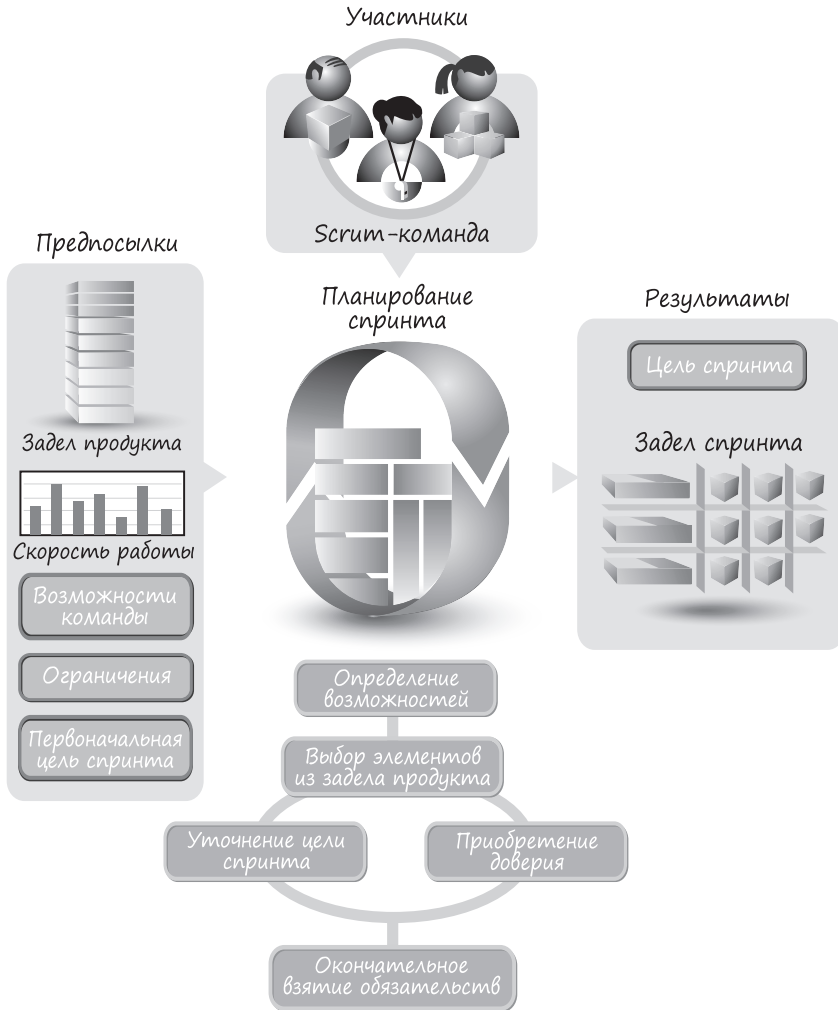 Участники
Scrum-команда
Предпосылки
Задел продукта
Скорость работы
Возможности
команды
Ограничения
Первоначальная
цель спринта
Планирование
спринта
Результаты
Цель спринта
Задел спринта
Определение
возможностей
Выбор элементов
из задела продукта
Уточнение цели
спринта
Приобретение
доверия
Окончательное
взятие обязательств